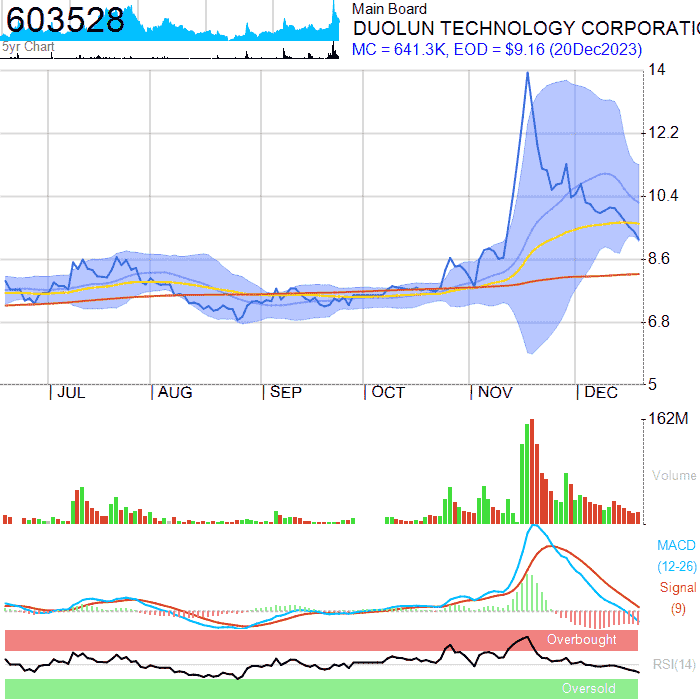 603528
5yr Chart
Main Board
DUOLUN TECHNOLOGY CORPORATIO
MC = 641.3K, EOD = $9.16 (20Dec2023)
14
12.2
10.4
8.6
6.8
5
JUL
AUG
SEP
OCT
NOV
DEC
162M
Volume
MACD
(12-26)
Signal
(9)
Overbought
RSI(14)
Oversold